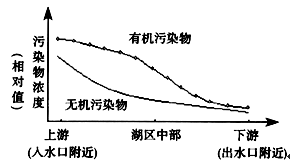 污染物浓度
(相对值)
有机污染物
无机污染物
上游
(入水口附近)
湖区中部
下游
(出水口附近)。